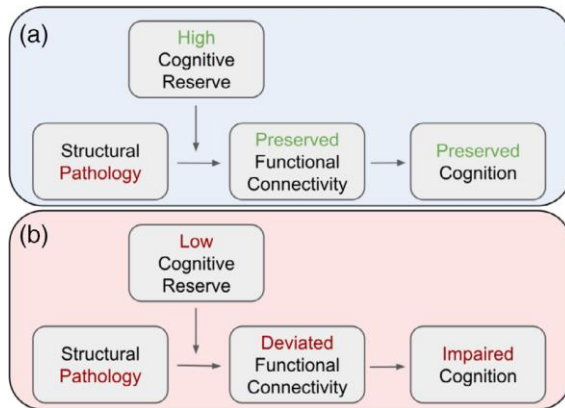 (a)
High
Cognitive
Reserve
Structural
Pathology
Preserved
Functional
Connectivity
Preserved
Cognition
(b)
Low
Cognitive
Reserve
Structural
Pathology
Deviated
Functional
Connectivity
Impaired
Cognition